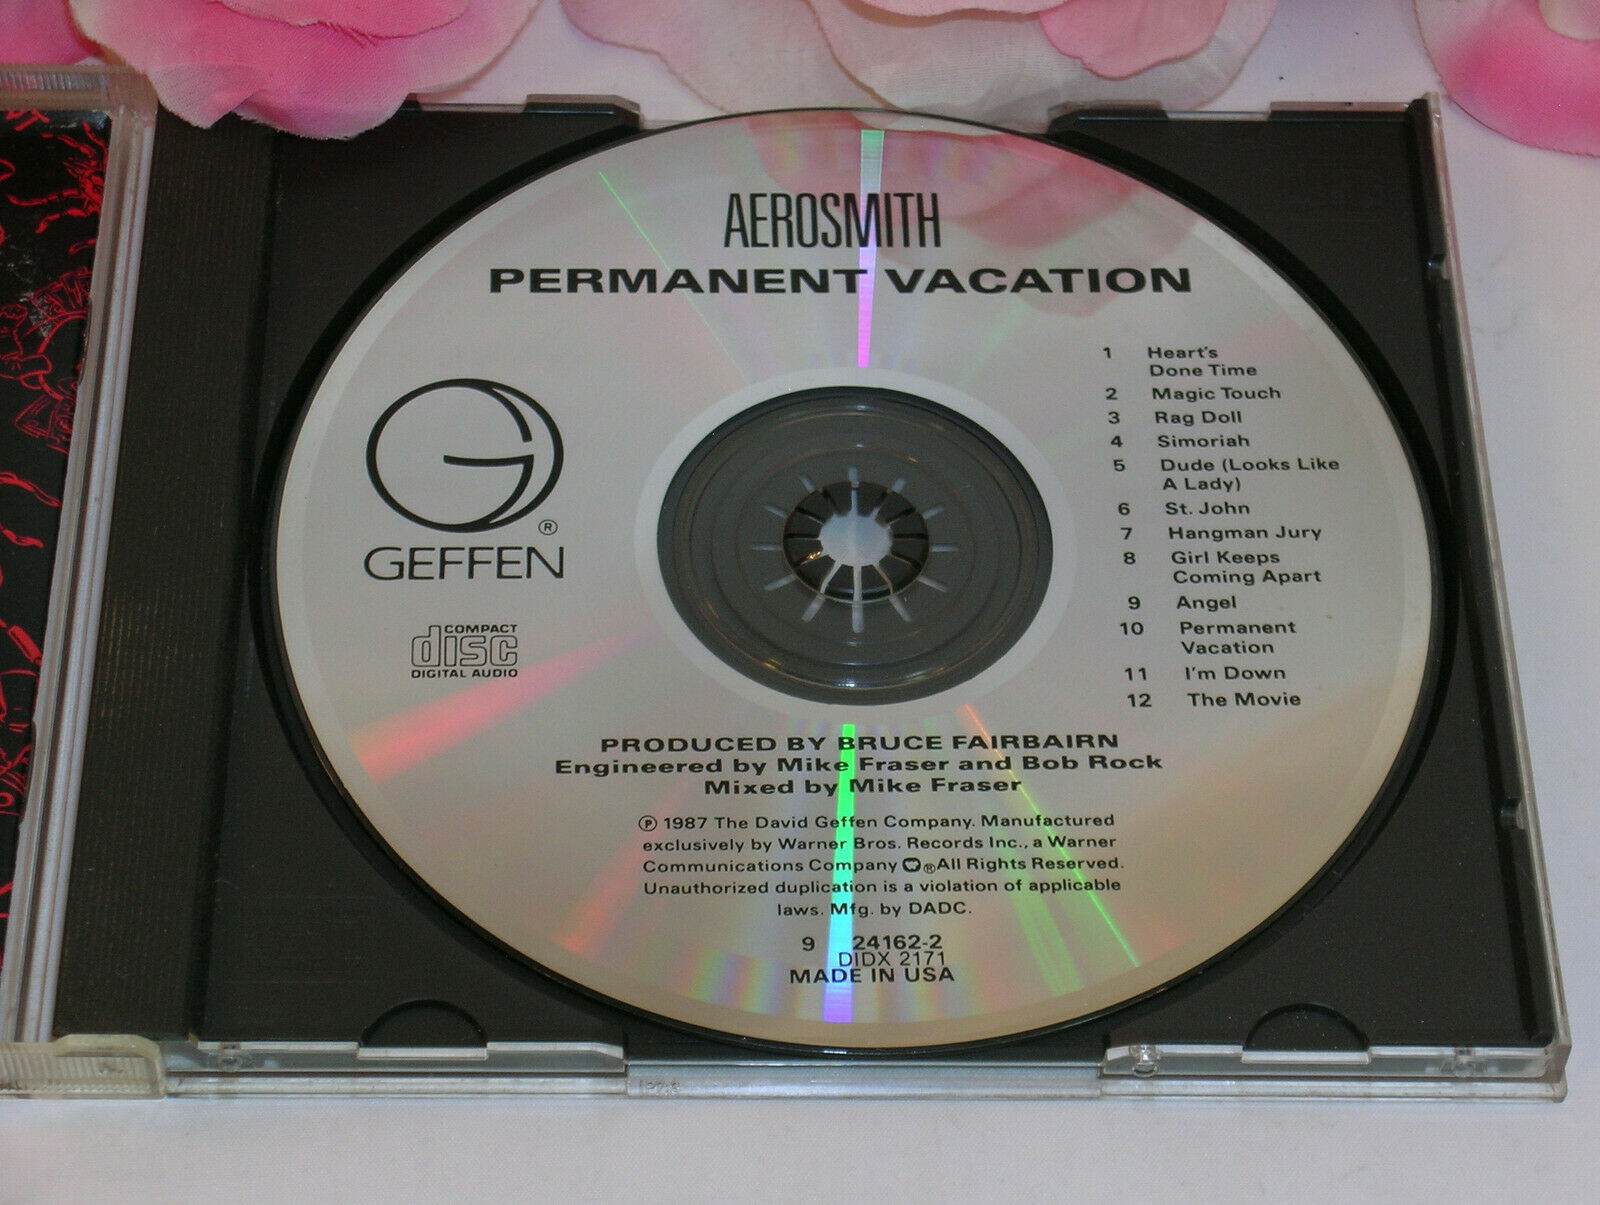 AEROSMITH
PERMANENT VACATION
GEFFEN
®
COMPACT
disc
DIGITAL AUDIO
1 Heart's
Done Time
2 Magic Touch
3 Rag Doll
4 Simoriah
5 Dude (Looks Like
A Lady)
6 St. John
7 Hangman Jury
8 Girl Keeps
Coming Apart
9 Angel
10 Permanent
Vacation
11 I'm Down
12 The Movie
PRODUCED BY BRUCE FAIRBAIRN
Engineered by Mike Fraser and Bob Rock
Mixed by Mike Fraser
℗ 1987 The David Geffen Company. Manufactured
exclusively by Warner Bros. Records Inc., a Warner
Communications Company ® All Rights Reserved.
Unauthorized duplication is a violation of applicable
laws. Mfg. by DADC.
9 24162-2
DIDX 2171
MADE IN USA